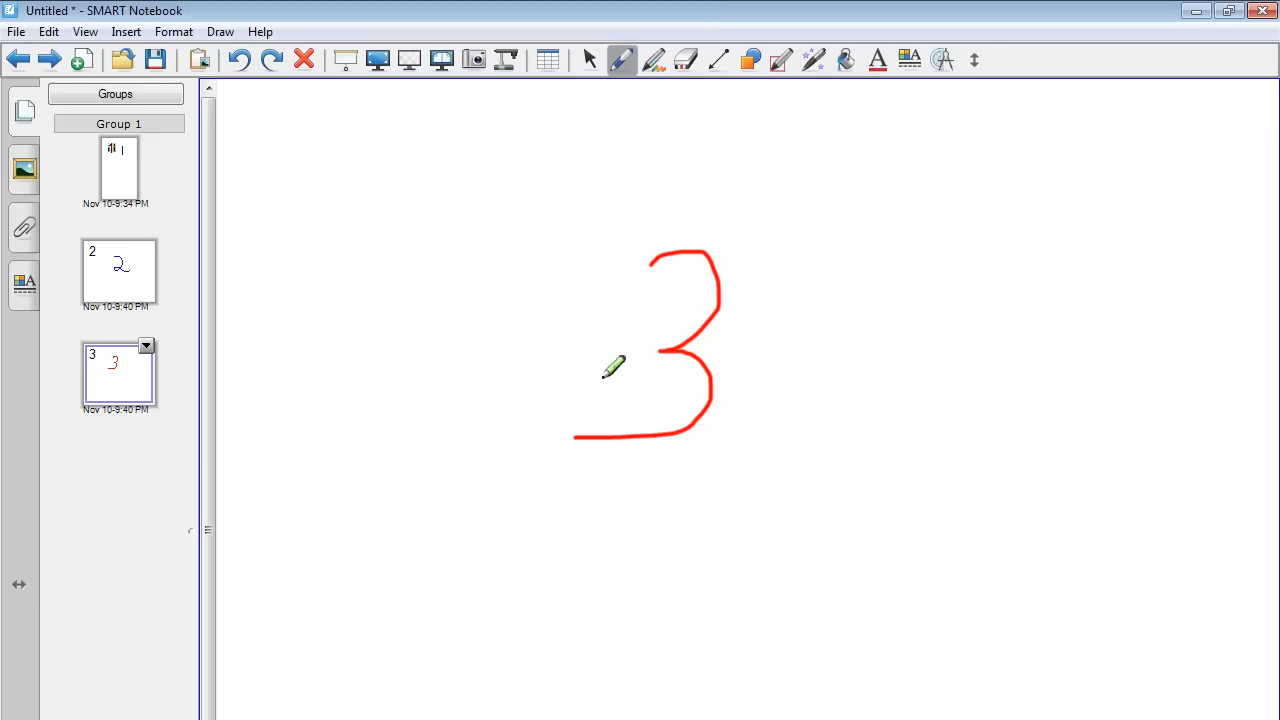 Untitled * - SMART Notebook
File Edit View Insert Format Draw Help
Groups
Group 1
1
Nov 10-9:34 PM
2
2
Nov 10-9:40 PM
3
3
Nov 10-9:40 PM
3